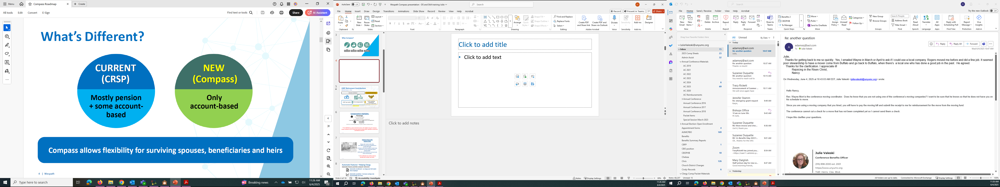 Menu
Compass Roadmap
Create
All tools
Edit
Convert
E-Sign
Find text or tools
Share
AI Assistant
What's Different?
CURRENT
(CRSP)
Mostly pension
+ some account-
based
NEW
(Compass)
Only
account-based
Compass allows flexibility for surviving spouses, beneficiaries and heirs
4 | Wespath
4
31
Type here to search
Breaking news
11:26 AM
6/4/2025
22
AutoSave Off
Wespath Compass presentation - DS and SAA training-Julie
Search
File Home Insert Draw Design Transitions Animations Slide Show Record Review View Help Acrobat
Record
Present in Teams
Share
Paste
Clipboard
New
Slide
Reuse
Slides
Layout
Reset
Section
Slides
Font
Paragraph
Arrange
Quick
Styles
Shape Fill
Shape Outline
Shape Effects
Drawing
Find and Replace
Replace Fonts
Select
Editing
Create PDF
and Share link
Create PDF and
Share via Outlook
Adobe Acrobat
Dictate
Voice
Sensitivity
Sensitivity
Add-ins
Add-ins
Designer
3
Why Compass?
4
5
UMC Retirement Contributions
6
Compensation Highlights
Parsonage
Excludes
7
Helping Clergy with
Student Debt
8
Automatic Features—Helping Clergy
Click to add title
• Click to add text
Click to add notes
Slide 4 of 18
Accessibility: Investigate
Notes
Display Settings
89%
11:26 AM
6/4/2025
Search
File Home Send / Receive Folder View Help Acrobat
Try the new Outlook Off
New
Email
New
Items
New
Delete
Archive
Delete
Report
Report
Reply
Reply
All
Forward
Respond
Share to
Teams
Teams
Benefits 2
CBOPHB
To Manager
Quick Steps
Move
Rules
Send to OneNote
Move
Assign
Policy
Unread/
Read
Categorize
Follow Up
Tags
New Group
Browse Groups
Groups
Search People
Address Book
Filter Email
Find
Read
Aloud
Speech
Translate
Language
All
Apps
Apps
Reply with
Scheduling Poll
Find Time
Report
Message
Protection
Viva
Insights
Add-in
Drag Your Favorite Folders Here
JulieValeski@unyumc.org
Inbox 15
2025 Comp Sheets 23
Admin Assist 32
Annual Conference Materials
AC 2019
AC 2021
AC 2022
AC 2023
AC 2024 6
AC 2025 69
AC 2020
AC Reimbursements
Annual Conference
Annual Conference 2016
Annual Conference 2017
Annual Conference 2018
Packet Items
Special Session March 2023
Annual Election-Open Enrollment
Appointment forms 4
AUMCPBO 169
Benefits
Benefits Summary Reports
CBFP 1
CBO position
CBOPHB 10
Chelsea
Chris 126
Church District Changes
Cindy-Records 6
Clergy Comp Packet-Materials
All Unread
By Date
Today
adamsnj@aol.com
Re: another question 10:47 AM
Julie,
adamsnj@aol.com
Re: another question 10:37 AM
Thanks so much!
Suzanne Duquette
RE: another question 10:15 AM
You need to reach out to
Tracy Rickett
Announcement of Summer ... 10:11 AM
We will once again have
Jennifer Stamm
Re: emergency grant request 9:49 AM
Karyn,
Bishops Office
10 am on June 5th. 9:43 AM
Hi Julie,
Suzanne Duquette
RE: Move invoice and chec... 9:36 AM
Got it, thank you
Suzanne Duquette
RE: Vio Benefits May 2025 f... 9:01 AM
Ok , thanks for the info
Zoom
TracyRickett has joined you... 8:54 AM
Mary Dalglish
Staff picture day for new w... 8:47 AM
Good morning friends,
Yesterday
Re: another question
adamsnj@aol.com
To Julie Valeski
Reply
Reply All
Forward
Wed 6/4/2025 10:47 AM
Julie,
Thanks for getting back to me so quickly. Yes, I emailed Wayne in March or April to ask if I could use a local company. Rogers moved me before and did a fine job. It seemed
poor stewardship to have a mover come from Buffalo and go back to Buffalo, when there's a local one who has done a good job in the past. He agreed.
Thanks for the clarification. I appreciate it!
Rejoicing in the Risen Christ,
Nancy
On Wednesday, June 4, 2025 at 10:43:03 AM EDT, Julie Valeski <julievaleski@unyumc.org> wrote:
Hello Nancy,
Rev. Wayne Mort is the conference moving coordinator. Does he know that you are not using one of the conference's moving companies? I want to be sure that he knows so that he does not have you on
his schedule to move.
Since you are using a moving company that you hired, you will have to pay the moving bill and submit the receipt to me for reimbursement for the move from the moving fund.
The conference cannot cut a check for a move that has not been completed yet so I cannot send them a check.
I hope this clarifies your questions.
Julie Valeski
Conference Benefits Officer
(315) 898-2000 ext. 2001
https://www.unyumc.org
7481 Henry Clay Blvd.
Items: 66,207 Unread: 15
All folders are up to date.
Connected to: Microsoft Exchange
Display Settings
100%
11:26 AM
6/4/2025